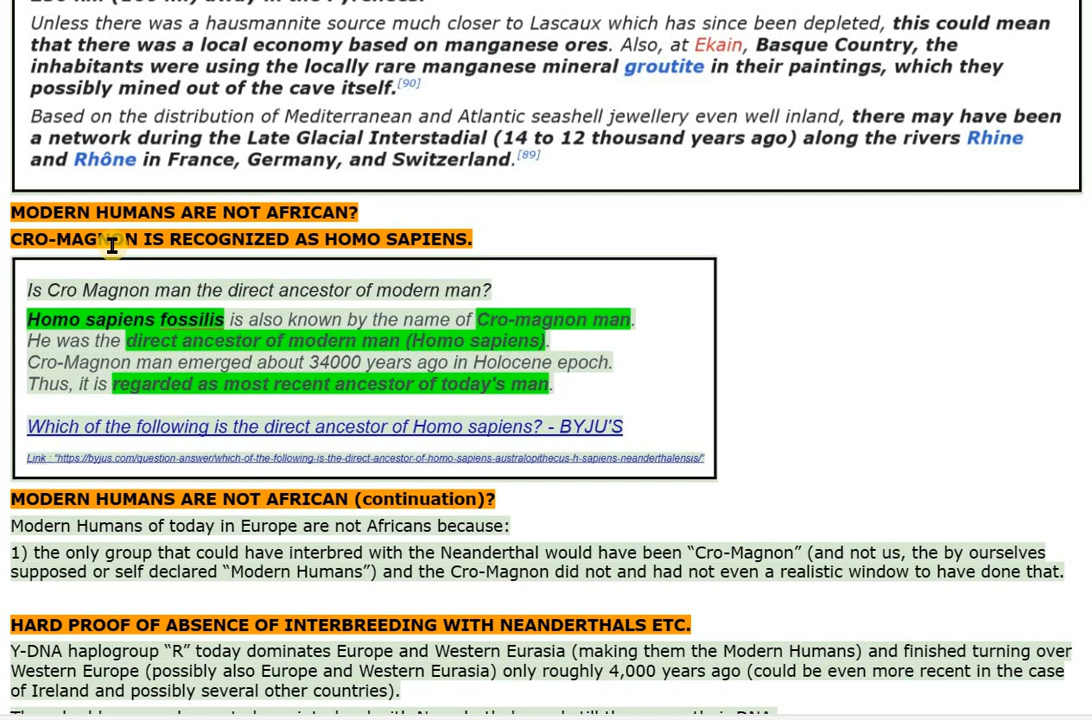 Unless there was a hausmannite source much closer to Lascaux which has since been depleted, this could mean
that there was a local economy based on manganese ores. Also, at Ekain, Basque Country, the
inhabitants were using the locally rare manganese mineral groutite in their paintings, which they
possibly mined out of the cave itself.[90]
Based on the distribution of Mediterranean and Atlantic seashell jewellery even well inland, there may have been
a network during the Late Glacial Interstadial (14 to 12 thousand years ago) along the rivers Rhine
and Rhône in France, Germany, and Switzerland.[89]
MODERN HUMANS ARE NOT AFRICAN?
CRO-MAGNON IS RECOGNIZED AS HOMO SAPIENS.
Is Cro Magnon man the direct ancestor of modern man?
Homo sapiens fossilis is also known by the name of Cro-magnon man.
He was the direct ancestor of modern man (Homo sapiens).
Cro-Magnon man emerged about 34000 years ago in Holocene epoch.
Thus, it is regarded as most recent ancestor of today's man.
Which of the following is the direct ancestor of Homo sapiens? - BYJU'S
Link : "https://byjus.com/question-answer/which-of-the-following-is-the-direct-ancestor-of-homo-sapiens-australopithecus-h-sapiens-neanderthalensis/"
MODERN HUMANS ARE NOT AFRICAN (continuation)?
Modern Humans of today in Europe are not Africans because:
1) the only group that could have interbred with the Neanderthal would have been “Cro-Magnon” (and not us, the by ourselves
supposed or self declared “Modern Humans”) and the Cro-Magnon did not and had not even a realistic window to have done that.
HARD PROOF OF ABSENCE OF INTERBREEDING WITH NEANDERTHALS ETC.
Y-DNA haplogroup “R” today dominates Europe and Western Eurasia (making them the Modern Humans) and finished turning over
Western Europe (possibly also Europe and Western Eurasia) only roughly 4,000 years ago (could be even more recent in the case
of Ireland and possibly several other countries).